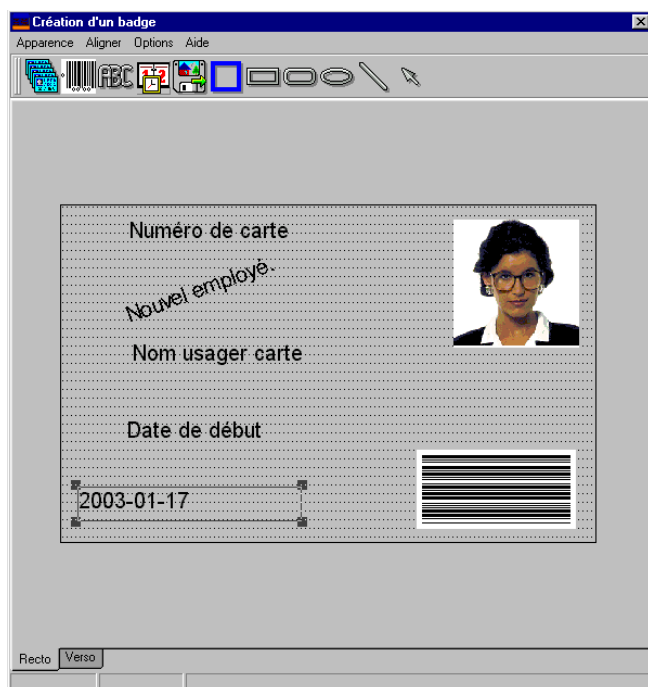 Création d'un badge
Apparence Aligner Options Aide
ABC
Numéro de carte
Nouvel employé.
Nom usager carte
Date de début
2003-01-17
Recto Verso